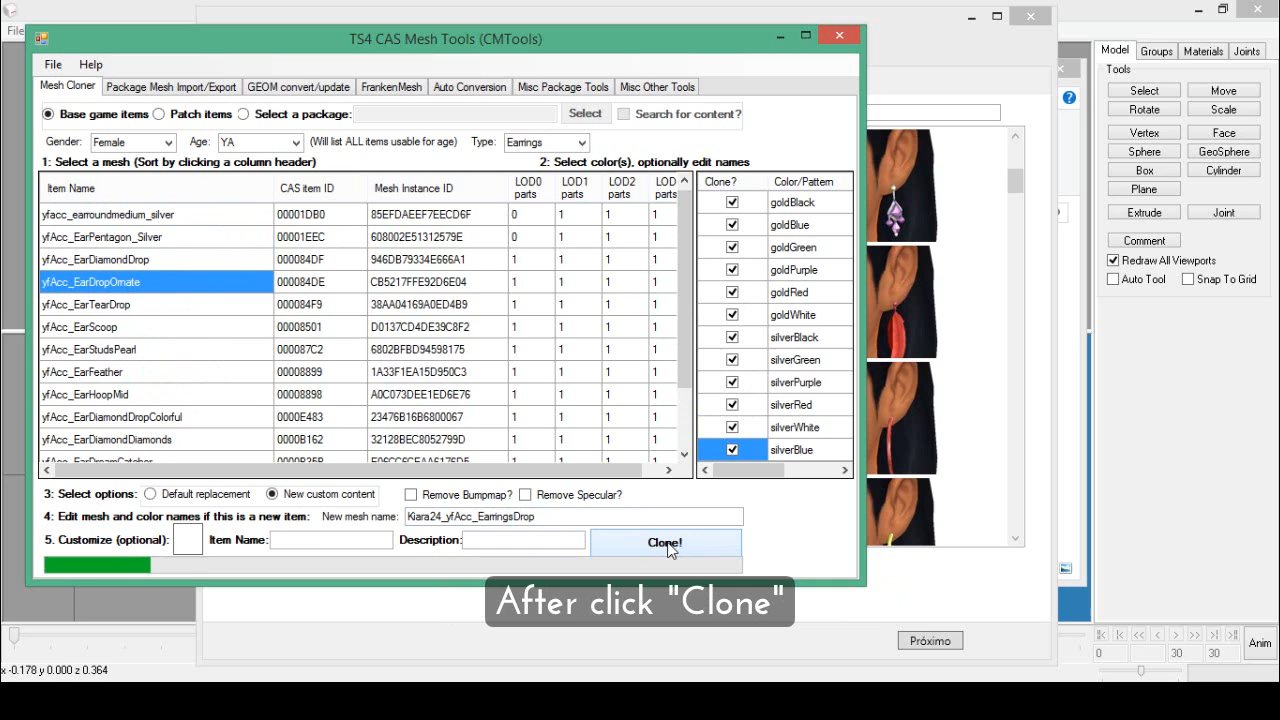 TS4 CAS Mesh Tools (CMTools)
File
File Help
Mesh Cloner Package Mesh Import/Export GEOM convert/update FrankenMesh Auto Conversion Misc Package Tools Misc Other Tools
Base game items Patch items Select a package: Select Search for content?
Gender: Female Age: YA (Will list ALL items usable for age) Type: Earrings
1: Select a mesh (Sort by clicking a column header) 2: Select color(s), optionally edit names
Item Name CAS item ID Mesh Instance ID LOD0 parts LOD1 parts LOD2 parts LOD parts
yfacc_earroundmedium_silver 00001DB0 85EFDAEEF7EECD6F 0 1 1 1
yfAcc_EarPentagon_Silver 00001EEC 608002E51312579E 0 1 1 1
yfAcc_EarDiamondDrop 000084DF 946DB79334E666A1 1 1 1 1
yfAcc_EarDropOrnate 000084DE CB5217FFE92D6E04 1 1 1 1
yfAcc_EarTearDrop 000084F9 38AA04169A0ED4B9 1 1 1 1
yfAcc_EarScoop 00008501 D0137CD4DE39C8F2 1 1 1 1
yfAcc_EarStudsPearl 000087C2 6802BFBD94598175 1 1 1 1
yfAcc_EarFeather 00008899 1A33F1EA15D950C3 1 1 1 1
yfAcc_EarHoopMid 00008898 A0C073DEE1ED6E76 1 1 1 1
yfAcc_EarDiamondDropColorful 0000E483 23476B16B6800067 1 1 1 1
yfAcc_EarDiamondDiamonds 0000B162 32128BEC8052799D 1 1 1 1
yfAcc_EarDreamCatcher
Clone? Color/Pattern
goldBlack
goldBlue
goldGreen
goldPurple
goldRed
goldWhite
silverBlack
silverGreen
silverPurple
silverRed
silverWhite
silverBlue
3: Select options: Default replacement New custom content Remove Bumpmap? Remove Specular?
4: Edit mesh and color names if this is a new item: New mesh name: Kiara24_yfAcc_EarringsDrop
5. Customize (optional): Item Name: Description: Clone!
After click "Clone"
Próximo
Model Groups Materials Joints
Tools
Select Move
Rotate Scale
Vertex Face
Sphere GeoSphere
Box Cylinder
Plane
Extrude Joint
Comment
Redraw All Viewports
Auto Tool Snap To Grid
0 30 30 Anim
x -0.178 y 0.000 z 0.364